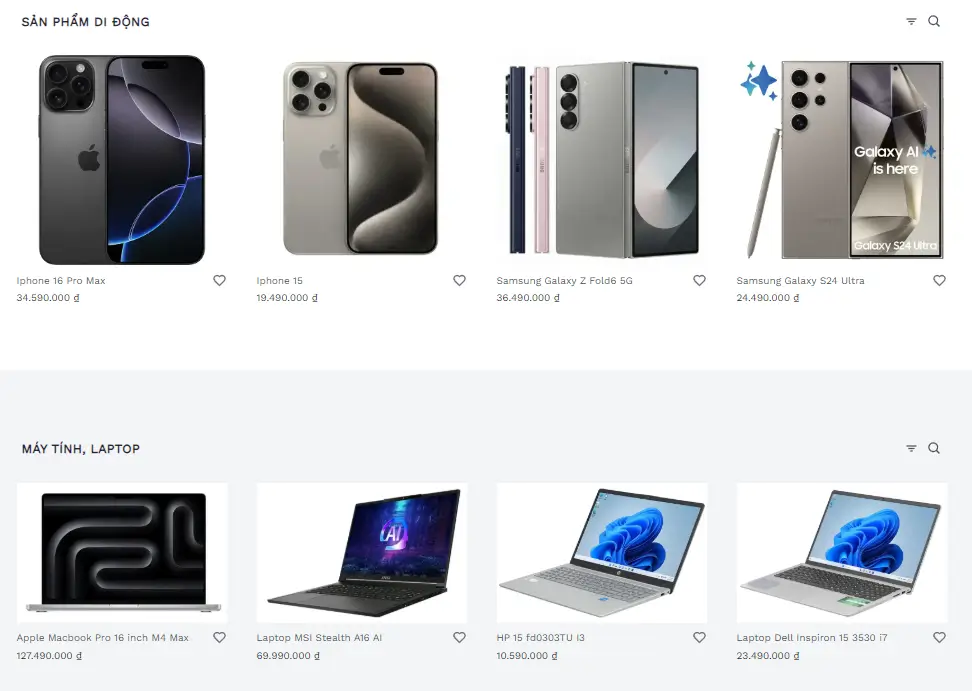 SẢN PHẨM DI ĐỘNG
Galaxy AI
is here
Galaxy S24 Ultra
Iphone 16 Pro Max
34.590.000 ₫
Iphone 15
19.490.000 ₫
Samsung Galaxy Z Fold6 5G
36.490.000 ₫
Samsung Galaxy S24 Ultra
24.490.000 ₫
MÁY TÍNH, LAPTOP
AI
Apple Macbook Pro 16 inch M4 Max
127.490.000 ₫
Laptop MSI Stealth A16 AI
69.990.000 ₫
HP 15 fd0303TU i3
10.590.000 ₫
Laptop Dell Inspiron 15 3530 i7
23.490.000 ₫